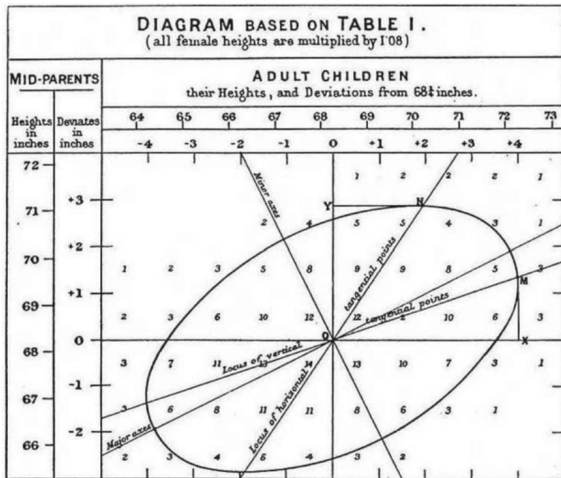 DIAGRAM BASED ON TABLE I.
(all female heights are multiplied by 1'08)
MID-PARENTS
ADULT CHILDREN
their Heights, and Deviations from 68¼ inches.
Heights in inches
Deviates in inches
64 65 66 67 68 69 70 71 72 73
-4 -3 -2 -1 0 +1 +2 +3 +4
72
1 2 2 2 1
+3
71
Y N
Minor axes
2 4 5 5 4 3 1
+2
70
tangential points
1 2 3 5 8 9 9 8 5 3
M
+1
69
tangential points
2 3 6 10 12 12 2 10 6 3
0
O X
68
Locus of vertical
3 7 11 13 14 13 10 7 3 1
-1
67
3 6 8 11 11 8 6 3 1
Major axes
Locus of horizontal
-2
66
2 3 4 6 4 3 2